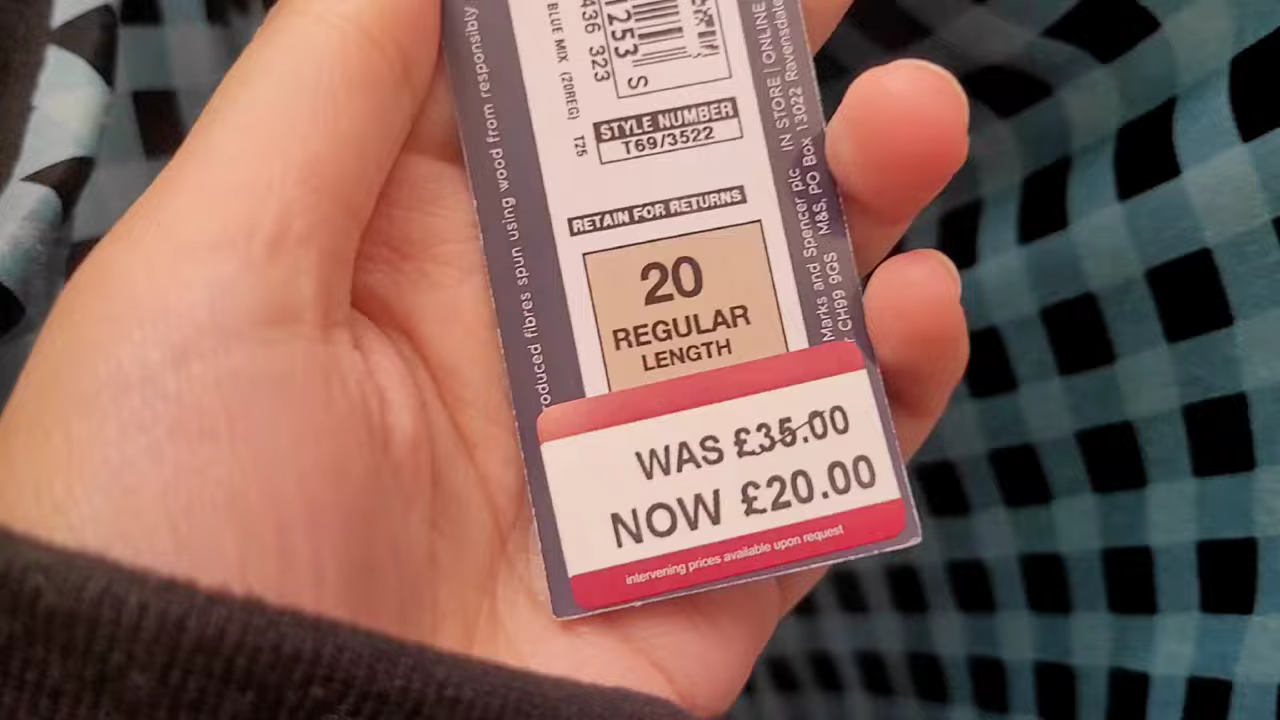 oduced fibres spun using wood from responsibly
BLUE MIX (20REG) T25
436 323
1253 S
STYLE NUMBER
T69/3522
RETAIN FOR RETURNS
20
REGULAR
LENGTH
IN STORE | ONLINE
Marks and Spencer plc
M&S, PO Box 13022 Ravensdale
CH99 9QS
WAS £35.00
NOW £20.00
intervening prices available upon request